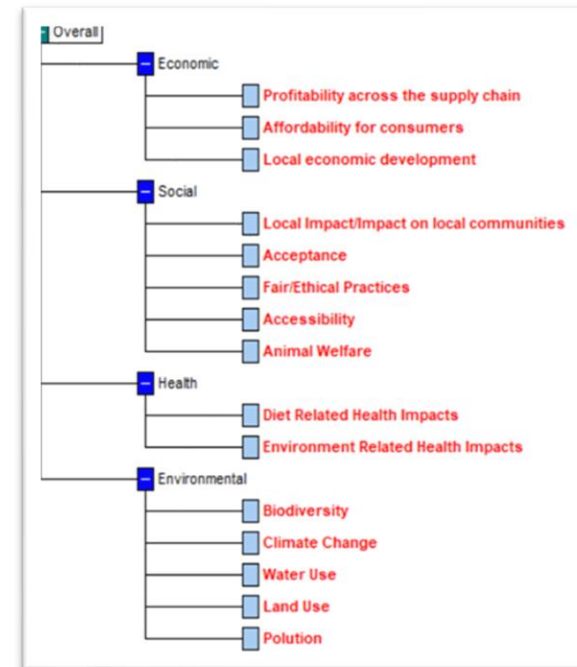 Overall
Economic
Profitability across the supply chain
Affordability for consumers
Local economic development
Social
Local Impact/Impact on local communities
Acceptance
Fair/Ethical Practices
Accessibility
Animal Welfare
Health
Diet Related Health Impacts
Environment Related Health Impacts
Environmental
Biodiversity
Climate Change
Water Use
Land Use
Polution